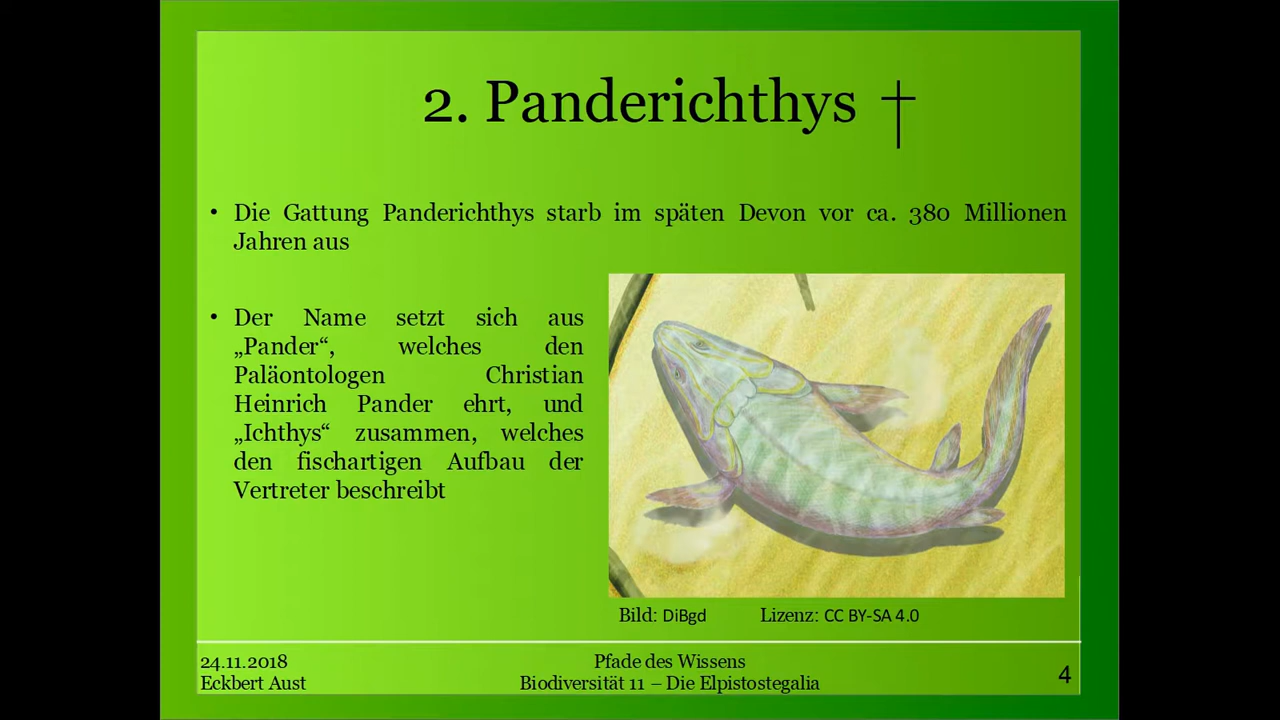 2. Panderichthys †
• Die Gattung Panderichthys starb im späten Devon vor ca. 380 Millionen
Jahren aus
• Der Name setzt sich aus
„Pander“, welches den
Paläontologen Christian
Heinrich Pander ehrt, und
„Ichthys“ zusammen, welches
den fischartigen Aufbau der
Vertreter beschreibt
Bild: DiBgd Lizenz: CC BY-SA 4.0
24.11.2018
Eckbert Aust
Pfade des Wissens
Biodiversität 11 – Die Elpistostegalia
4